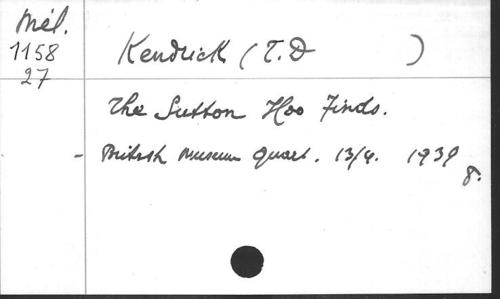 Mél.
1158
27
Kendrick (T.D )
The Sutton Hoo Finds.
- British Museum Quart. 13/4. 1939
8.